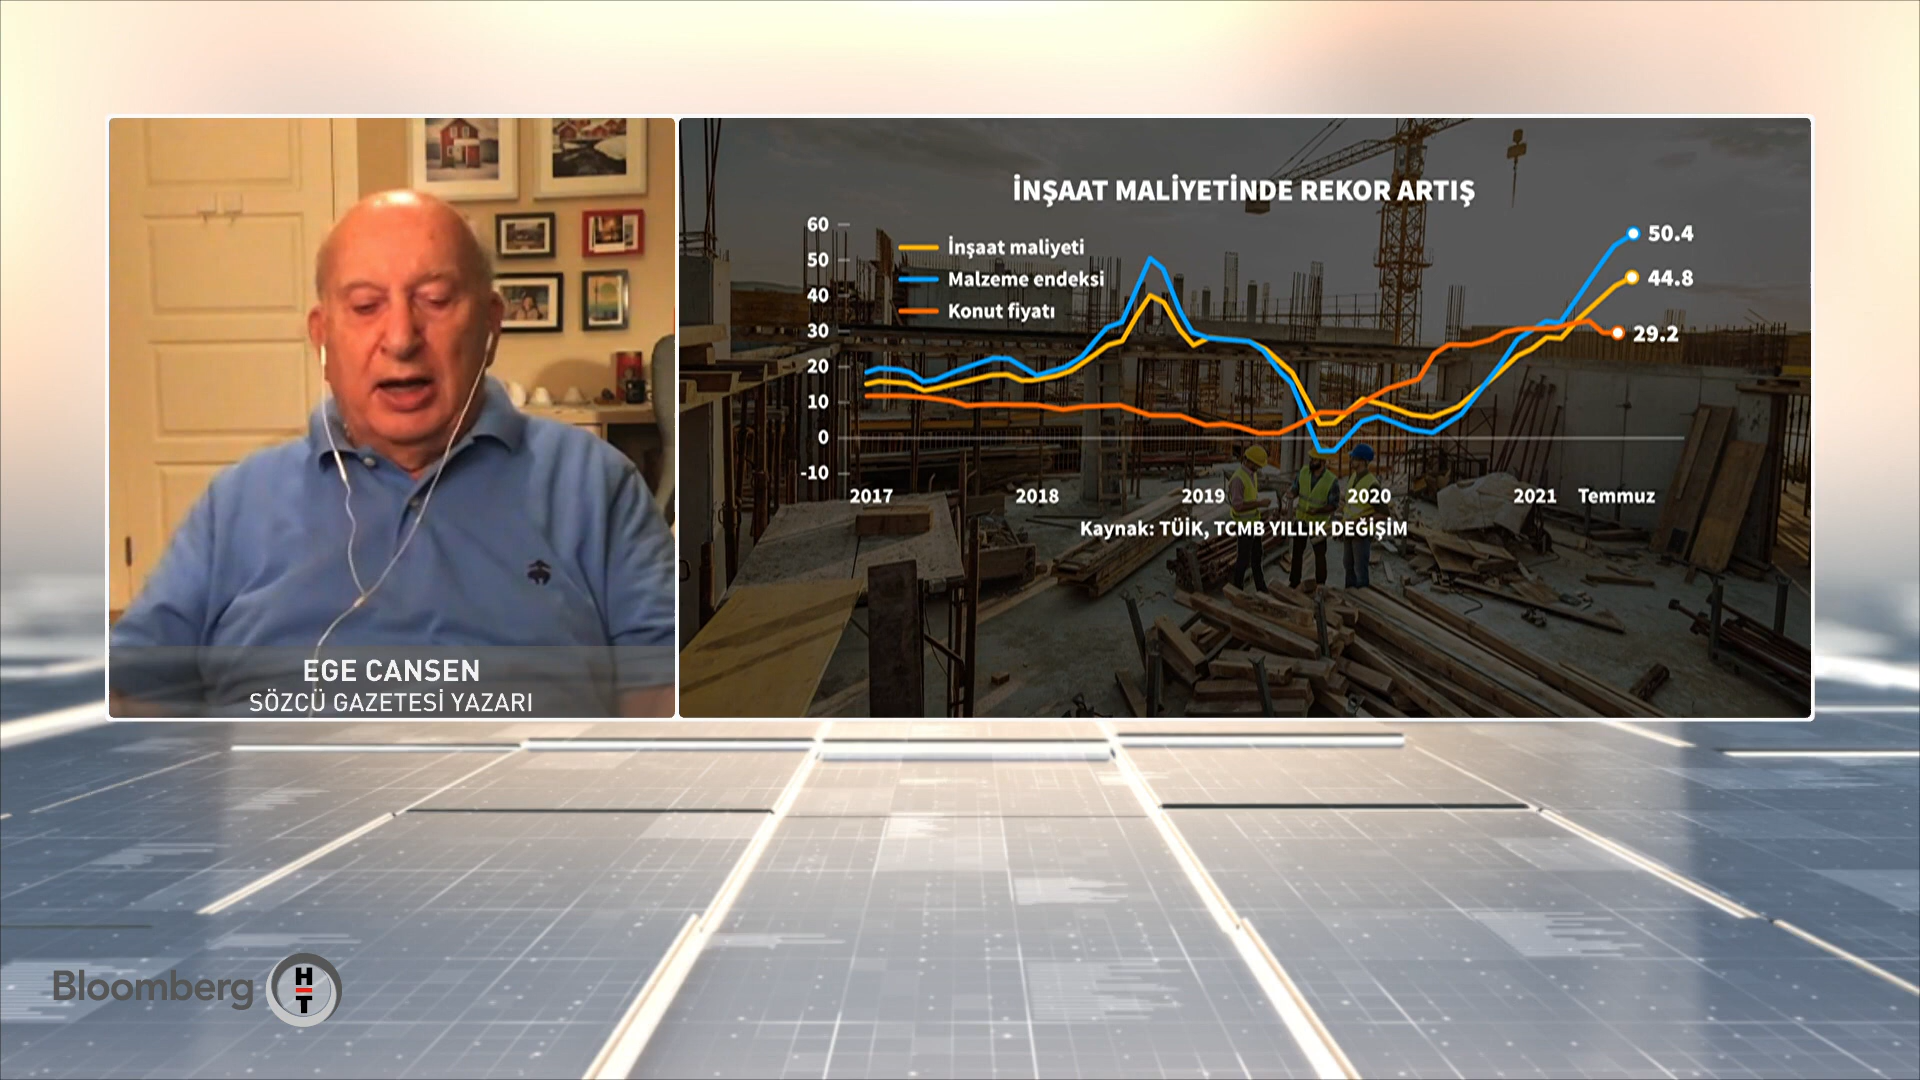 İNŞAAT MALİYETİNDE REKOR ARTIŞ
60
50
40
30
20
10
0
-10
İnşaat maliyeti
Malzeme endeksi
Konut fiyatı
50.4
44.8
29.2
2017 2018 2019 2020 2021 Temmuz
Kaynak: TÜİK, TCMB YILLIK DEĞİŞİM
EGE CANSEN
SÖZCÜ GAZETESİ YAZARI
Bloomberg HT